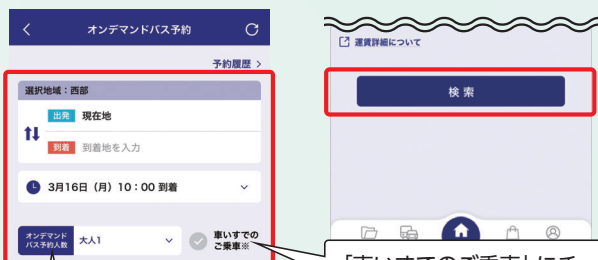 オンデマンドバス予約
予約履歴 >
選択地域：西部
出発 現在地
到着 到着地を入力
3月16日（月）10：00 到着
オンデマンド
バス予約人数
大人1
車いすでの
ご乗車※
運賃詳細について
検 索
「車いすでのご乗車」にチ